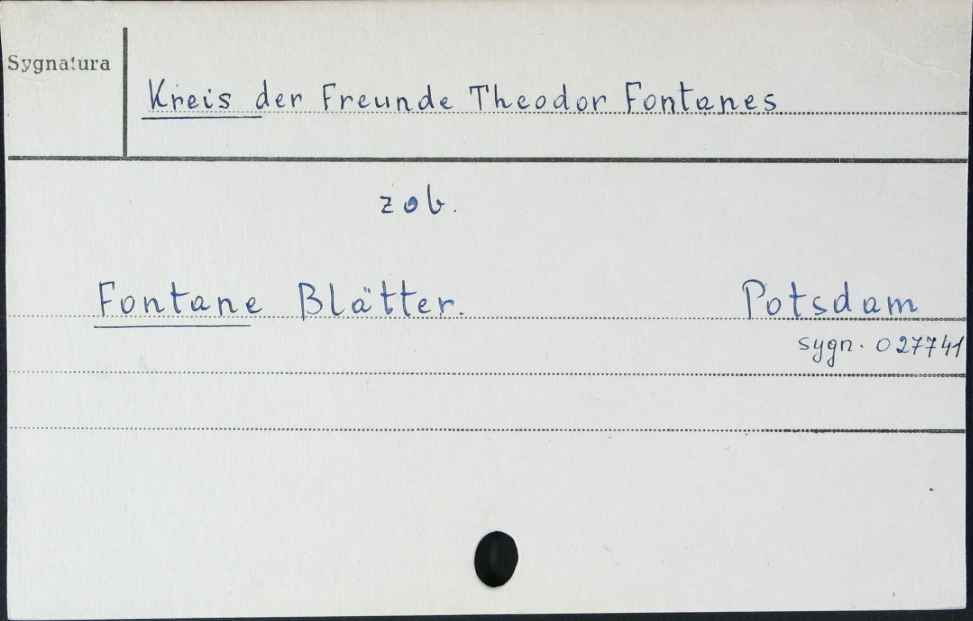 Sygnatura
Kreis der Freunde Theodor Fontanes
zob.
Fontane Blätter. Potsdam
sygn. 027741